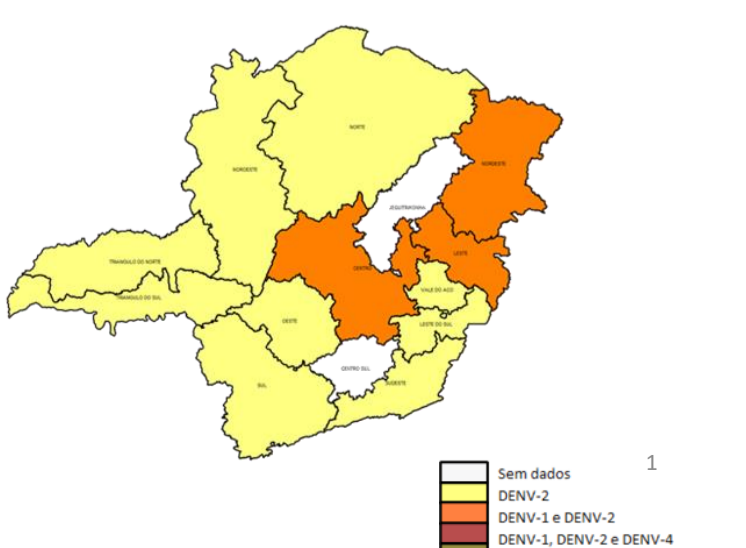 NORTE
NOROESTE
NORDESTE
JEQUITINHONHA
TRIANGULO DO NORTE
CENTRO
LESTE
VALE DO AÇO
TRIANGULO DO SUL
OESTE
LESTE DO SUL
CENTRO SUL
SUL
SUDESTE
1
Sem dados
DENV-2
DENV-1 e DENV-2
DENV-1, DENV-2 e DENV-4